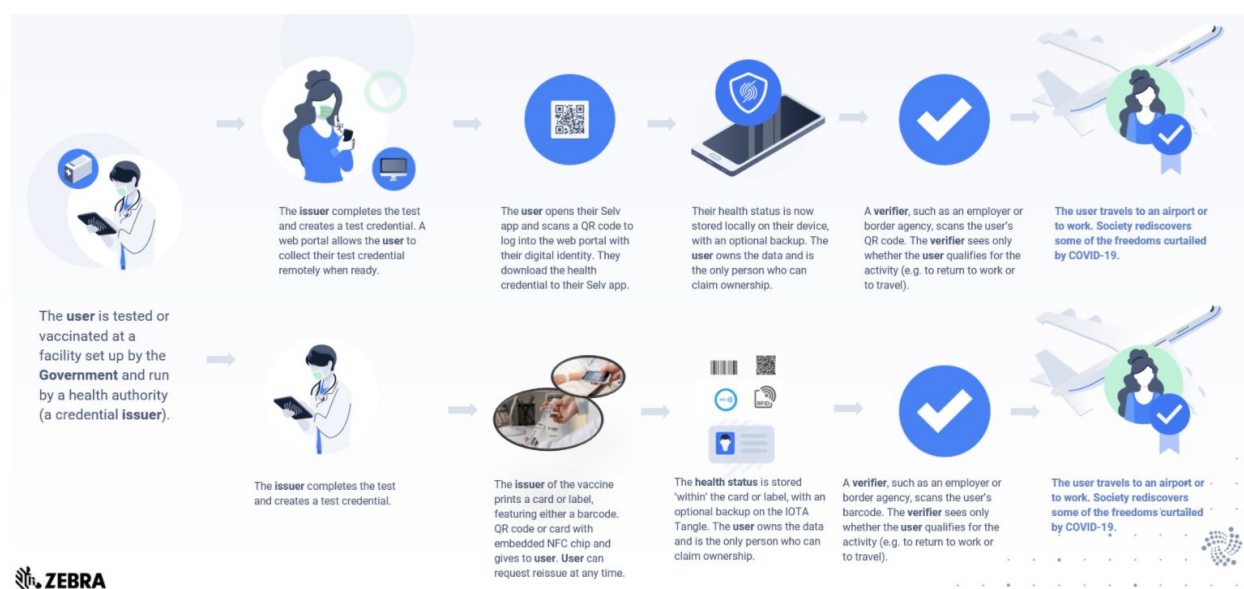 The user is tested or
vaccinated at a
facility set up by the
Government and run
by a health authority
(a credential issuer).
The issuer completes the test
and creates a test credential. A
web portal allows the user to
collect their test credential
remotely when ready.
The user opens their Selv
app and scans a QR code to
log into the web portal with
their digital identity. They
download the health
credential to their Selv app.
Their health status is now
stored locally on their device,
with an optional backup. The
user owns the data and is
the only person who can
claim ownership.
A verifier, such as an employer or
border agency, scans the user's
QR code. The verifier sees only
whether the user qualifies for the
activity (e.g. to return to work or
to travel).
The user travels to an airport or
to work. Society rediscovers
some of the freedoms curtailed
by COVID-19.
The issuer completes the test
and creates a test credential.
The issuer of the vaccine
prints a card or label,
featuring either a barcode.
QR code or card with
embedded NFC chip and
gives to user. User can
request reissue at any time.
RFID
The health status is stored
'within' the card or label, with an
optional backup on the IOTA
Tangle. The user owns the data
and is the only person who can
claim ownership.
A verifier, such as an employer or
border agency, scans the user's
barcode. The verifier sees only
whether the user qualifies for the
activity (e.g. to return to work or
to travel).
The user travels to an airport or
to work. Society rediscovers
some of the freedoms curtailed
by COVID-19.
ZEBRA